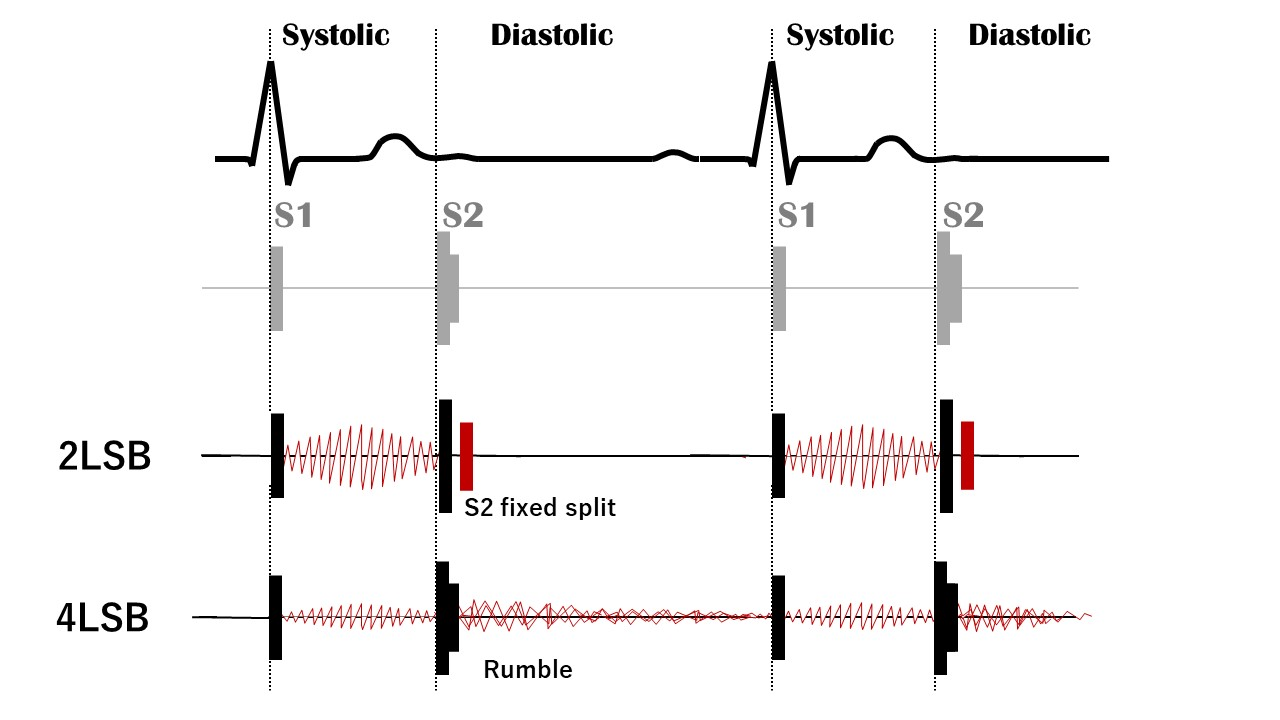 Systolic Diastolic Systolic Diastolic
S1 S2 S1 S2
2LSB
S2 fixed split
4LSB
Rumble